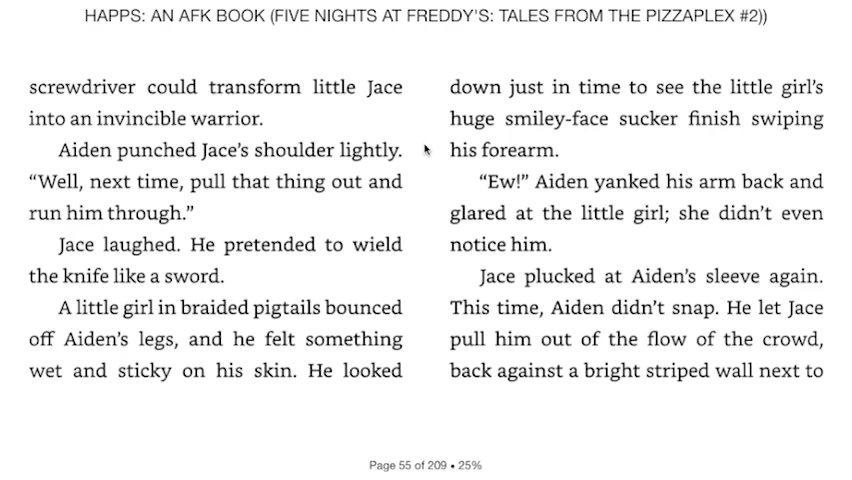 HAPPS: AN AFK BOOK (FIVE NIGHTS AT FREDDY'S: TALES FROM THE PIZZAPLEX #2))
screwdriver could transform little Jace
into an invincible warrior.
Aiden punched Jace’s shoulder lightly.
“Well, next time, pull that thing out and
run him through.”
Jace laughed. He pretended to wield
the knife like a sword.
A little girl in braided pigtails bounced
off Aiden’s legs, and he felt something
wet and sticky on his skin. He looked
down just in time to see the little girl’s
huge smiley-face sucker finish swiping
his forearm.
“Ew!” Aiden yanked his arm back and
glared at the little girl; she didn’t even
notice him.
Jace plucked at Aiden’s sleeve again.
This time, Aiden didn’t snap. He let Jace
pull him out of the flow of the crowd,
back against a bright striped wall next to
Page 55 of 209 • 25%